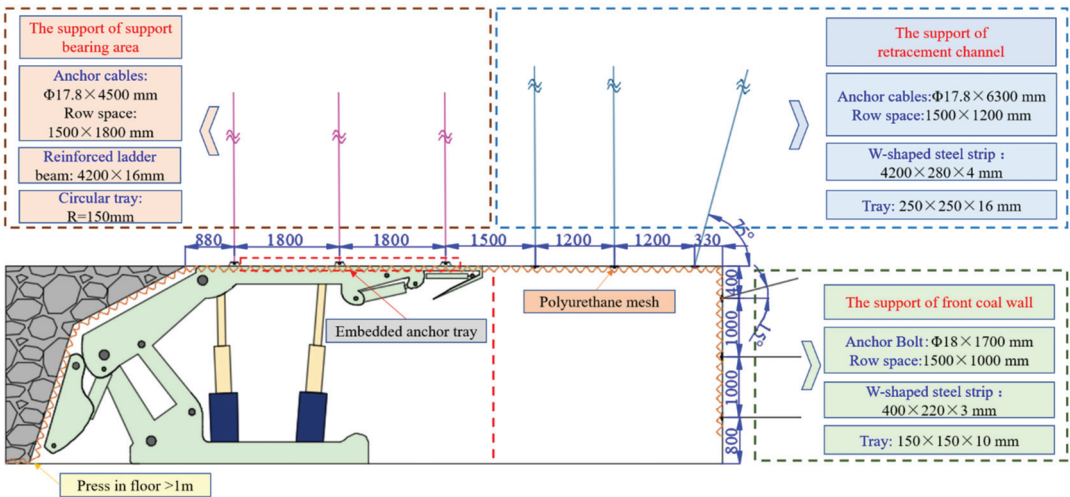 The support of support
bearing area
Anchor cables:
Φ17.8×4500 mm
Row space:
1500×1800 mm
Reinforced ladder
beam: 4200×16mm
Circular tray:
R=150mm
The support of
retracement channel
Anchor cables:Φ17.8×6300 mm
Row space:1500×1200 mm
W-shaped steel strip :
4200×280×4 mm
Tray: 250×250×16 mm
880
1800
1800
1500
1200
1200
330
75°
Polyurethane mesh
Embedded anchor tray
400
1000
15°
1000
800
The support of front coal wall
Anchor Bolt: Φ18×1700 mm
Row space:1500×1000 mm
W-shaped steel strip :
400×220×3 mm
Tray: 150×150×10 mm
Press in floor >1m